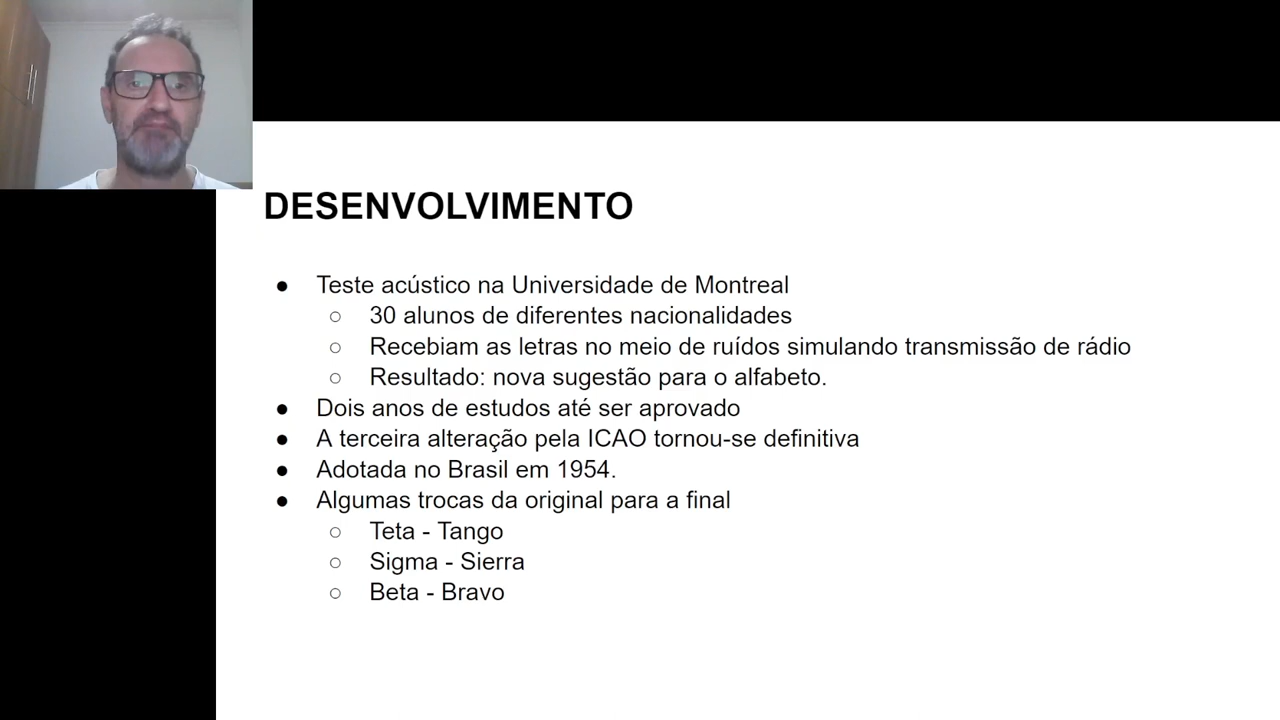 DESENVOLVIMENTO
● Teste acústico na Universidade de Montreal
○ 30 alunos de diferentes nacionalidades
○ Recebiam as letras no meio de ruídos simulando transmissão de rádio
○ Resultado: nova sugestão para o alfabeto.
● Dois anos de estudos até ser aprovado
● A terceira alteração pela ICAO tornou-se definitiva
● Adotada no Brasil em 1954.
● Algumas trocas da original para a final
○ Teta - Tango
○ Sigma - Sierra
○ Beta - Bravo